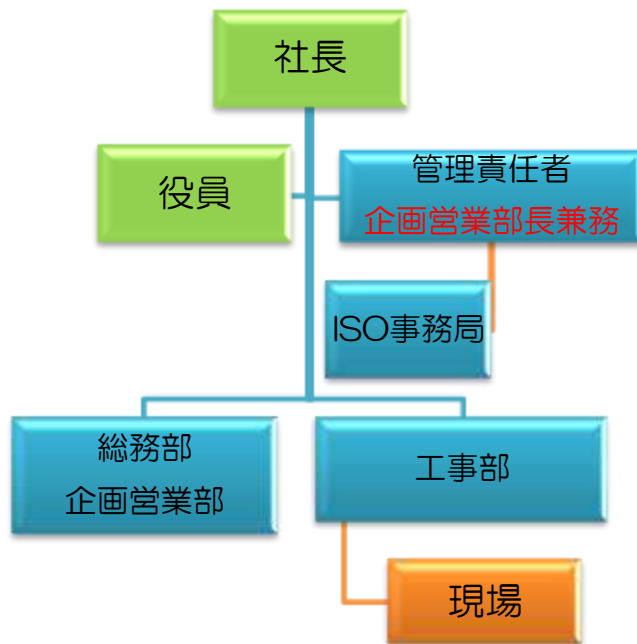 社長
役員
管理責任者
企画営業部長兼務
ISO事務局
総務部
企画営業部
工事部
現場